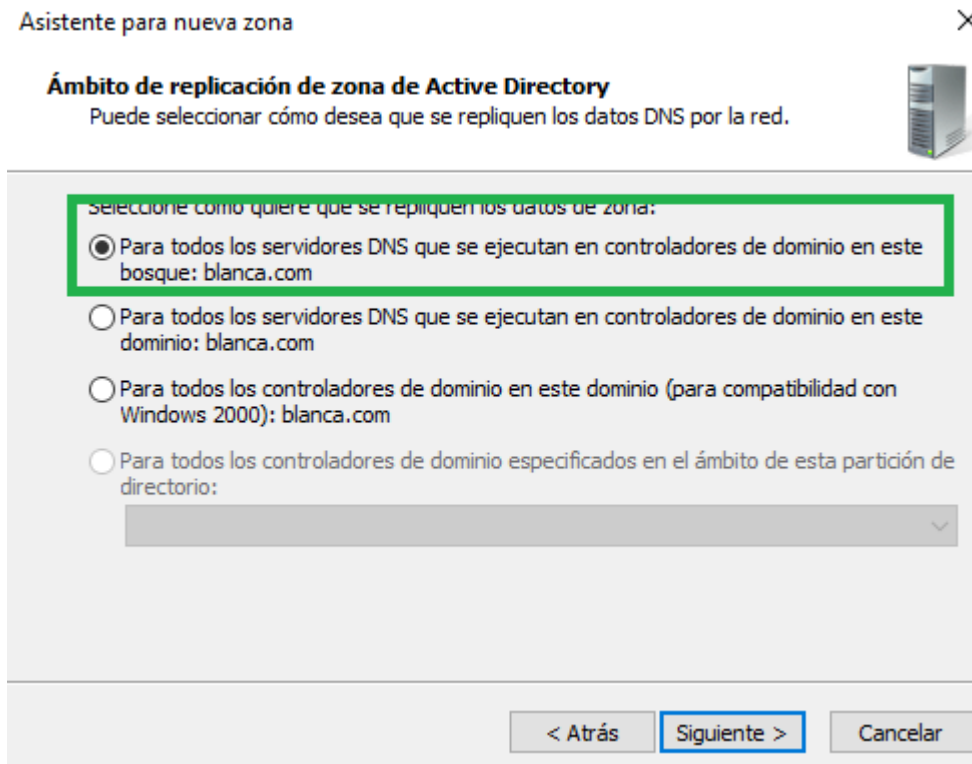 Asistente para nueva zona
Ámbito de replicación de zona de Active Directory
Puede seleccionar cómo desea que se repliquen los datos DNS por la red.
Seleccione cómo quiere que se repliquen los datos de zona:
Para todos los servidores DNS que se ejecutan en controladores de dominio en este
bosque: blanca.com
Para todos los servidores DNS que se ejecutan en controladores de dominio en este
dominio: blanca.com
Para todos los controladores de dominio en este dominio (para compatibilidad con
Windows 2000): blanca.com
Para todos los controladores de dominio especificados en el ámbito de esta partición de
directorio:
< Atrás
Siguiente >
Cancelar